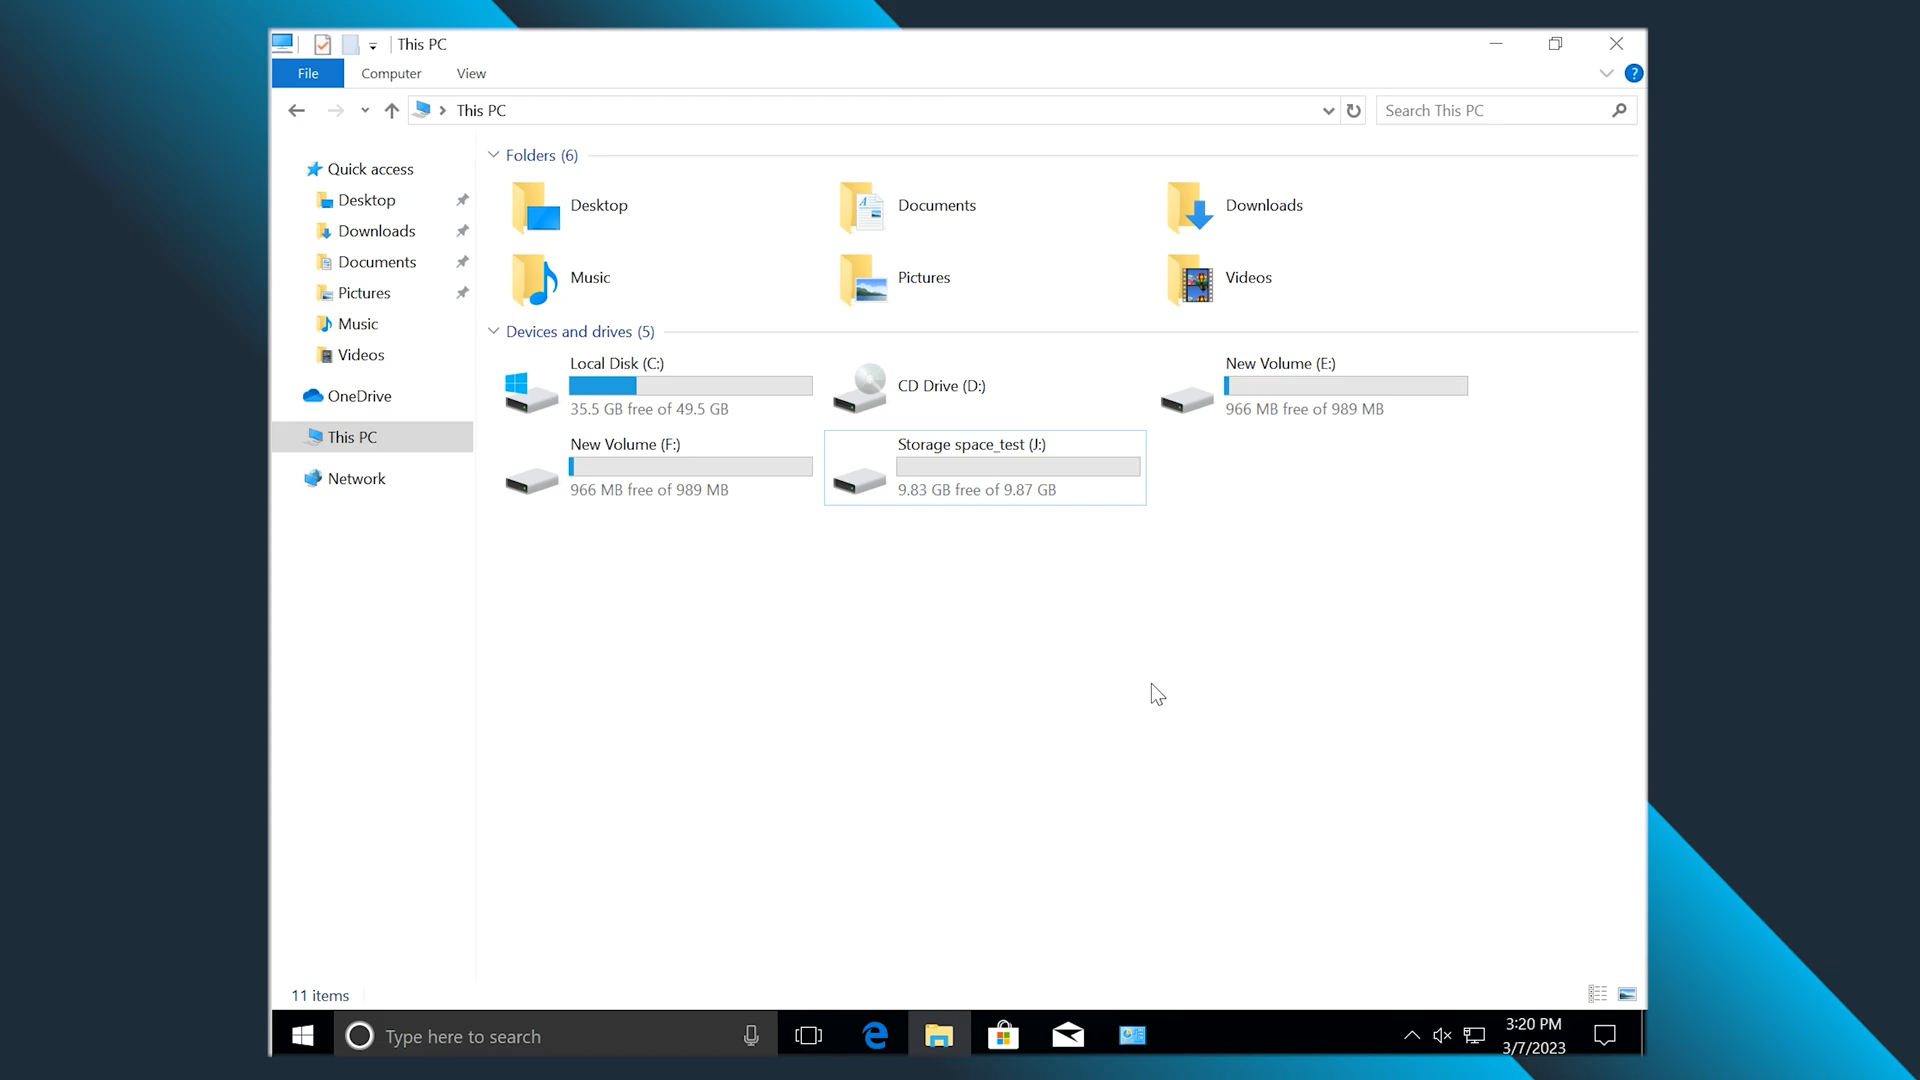 This PC
File Computer View
This PC
Search This PC
Quick access
Desktop
Downloads
Documents
Pictures
Music
Videos
OneDrive
This PC
Network
Folders (6)
Desktop
Documents
Downloads
Music
Pictures
Videos
Devices and drives (5)
Local Disk (C:)
35.5 GB free of 49.5 GB
CD Drive (D:)
New Volume (E:)
966 MB free of 989 MB
New Volume (F:)
966 MB free of 989 MB
Storage space_test (J:)
9.83 GB free of 9.87 GB
11 items
Type here to search
3:20 PM
3/7/2023